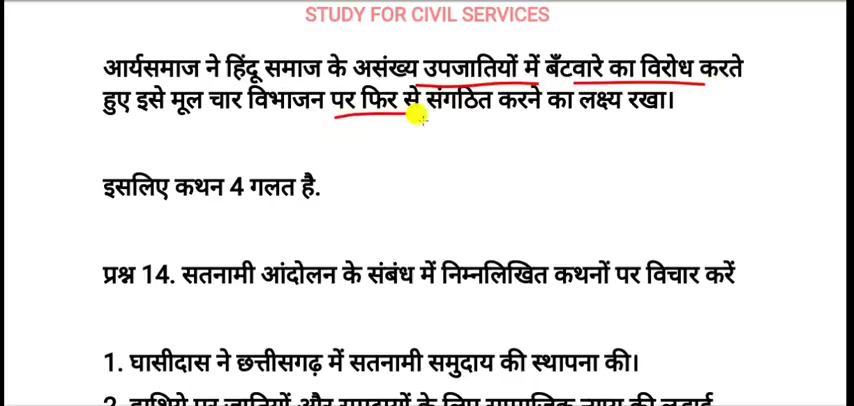 STUDY FOR CIVIL SERVICES
आर्यसमाज ने हिंदू समाज के असंख्य उपजातियों में बँटवारे का विरोध करते
हुए इसे मूल चार विभाजन पर फिर से संगठित करने का लक्ष्य रखा।
इसलिए कथन 4 गलत है.
प्रश्न 14. सतनामी आंदोलन के संबंध में निम्नलिखित कथनों पर विचार करें
1. घासीदास ने छत्तीसगढ़ में सतनामी समुदाय की स्थापना की।